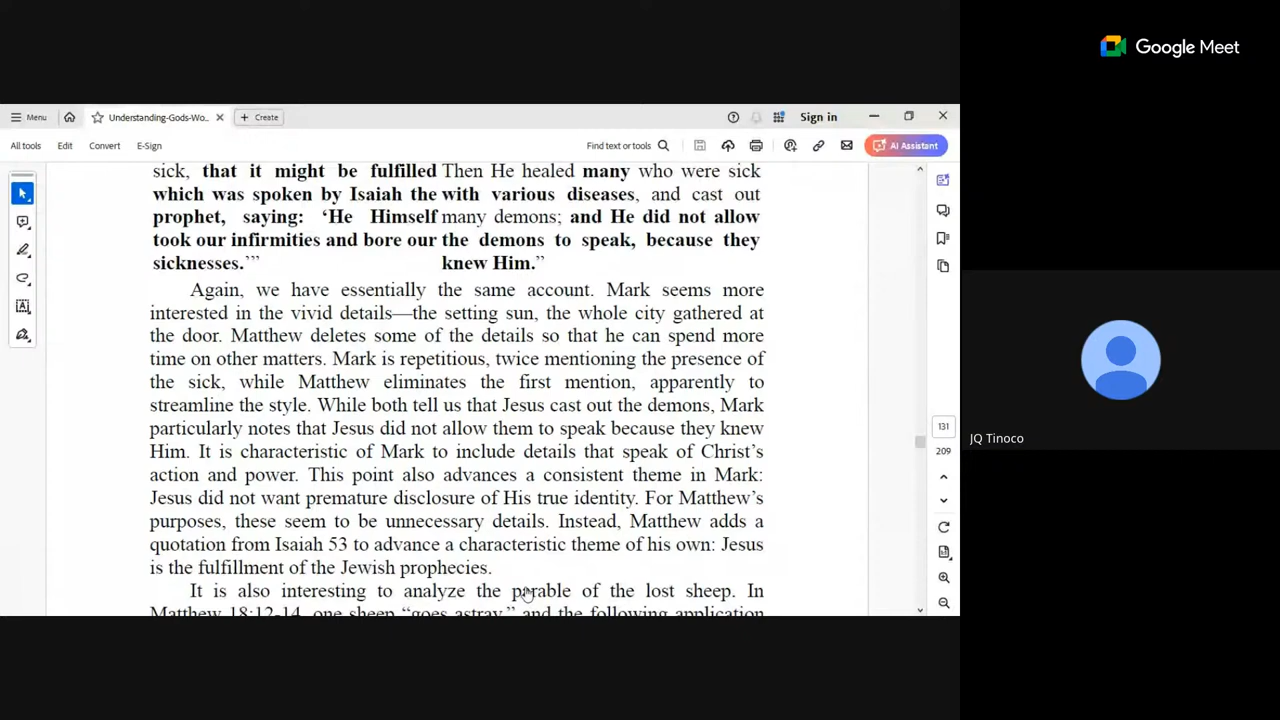 Google Meet
Menu
Understanding-Gods-Wo...
Create
Sign in
All tools
Edit
Convert
E-Sign
Find text or tools
AI Assistant
sick, that it might be fulfilled
which was spoken by Isaiah the
prophet, saying: ‘He Himself
took our infirmities and bore our
sicknesses.’”
Then He healed many who were sick
with various diseases, and cast out
many demons; and He did not allow
the demons to speak, because they
knew Him.”
Again, we have essentially the same account. Mark seems more
interested in the vivid details—the setting sun, the whole city gathered at
the door. Matthew deletes some of the details so that he can spend more
time on other matters. Mark is repetitious, twice mentioning the presence of
the sick, while Matthew eliminates the first mention, apparently to
streamline the style. While both tell us that Jesus cast out the demons, Mark
particularly notes that Jesus did not allow them to speak because they knew
Him. It is characteristic of Mark to include details that speak of Christ’s
action and power. This point also advances a consistent theme in Mark:
Jesus did not want premature disclosure of His true identity. For Matthew’s
purposes, these seem to be unnecessary details. Instead, Matthew adds a
quotation from Isaiah 53 to advance a characteristic theme of his own: Jesus
is the fulfillment of the Jewish prophecies.
It is also interesting to analyze the parable of the lost sheep. In
Matthew 18:12-14, one sheep “goes astray,” and the following application
131
209
JQ Tinoco